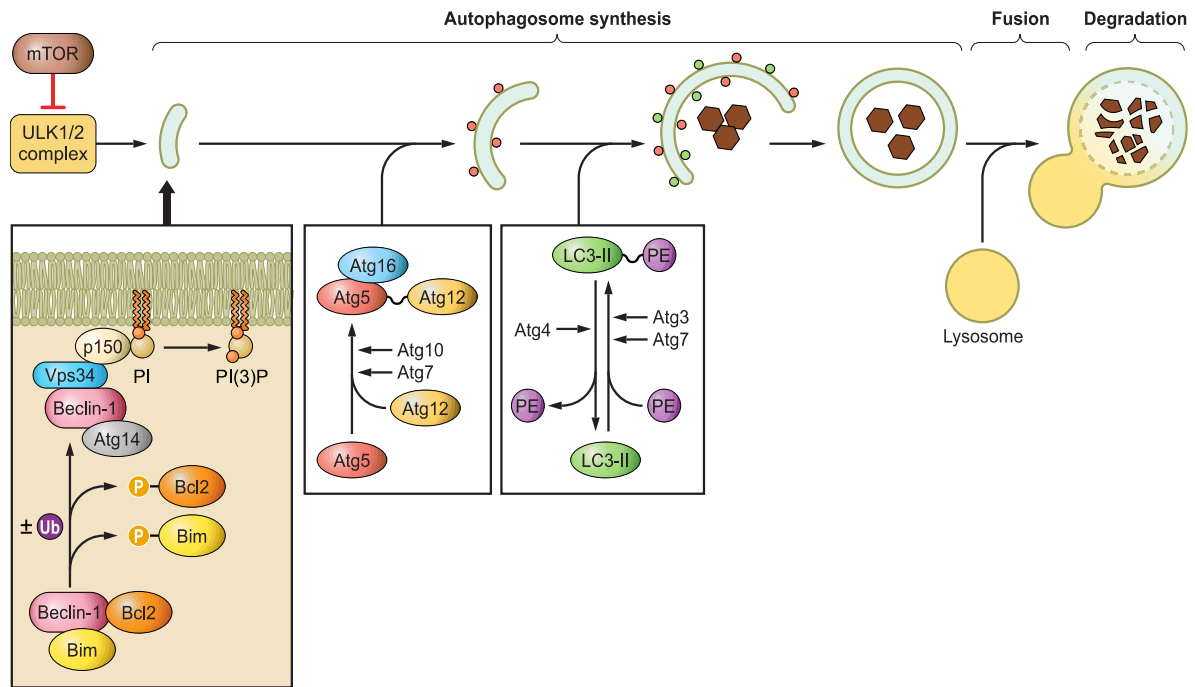 Autophagosome synthesis
Fusion
Degradation
mTOR
ULK1/2
complex
Lysosome
p150
Vps34
PI
PI(3)P
Beclin-1
Atg14
P
Bcl2
± Ub
P
Bim
Beclin-1
Bcl2
Bim
Atg16
Atg5
Atg12
Atg10
Atg7
Atg12
Atg5
LC3-II
PE
Atg4
Atg3
Atg7
PE
PE
LC3-II